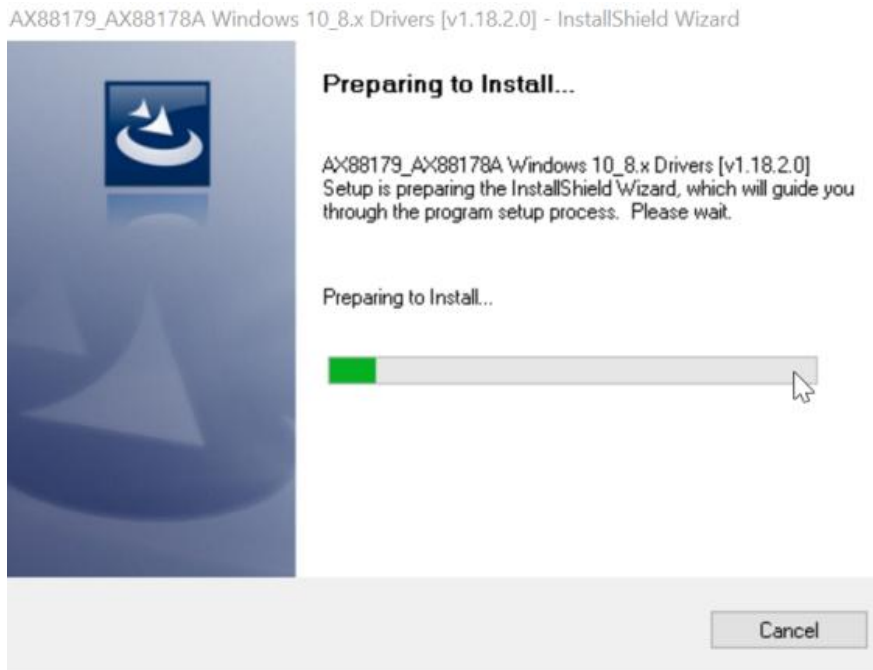 AX88179_AX88178A Windows 10_8.x Drivers [v1.18.2.0] - InstallShield Wizard
Preparing to Install...
AX88179_AX88178A Windows 10_8.x Drivers [v1.18.2.0]
Setup is preparing the InstallShield Wizard, which will guide you
through the program setup process.  Please wait.
Preparing to Install...
Cancel